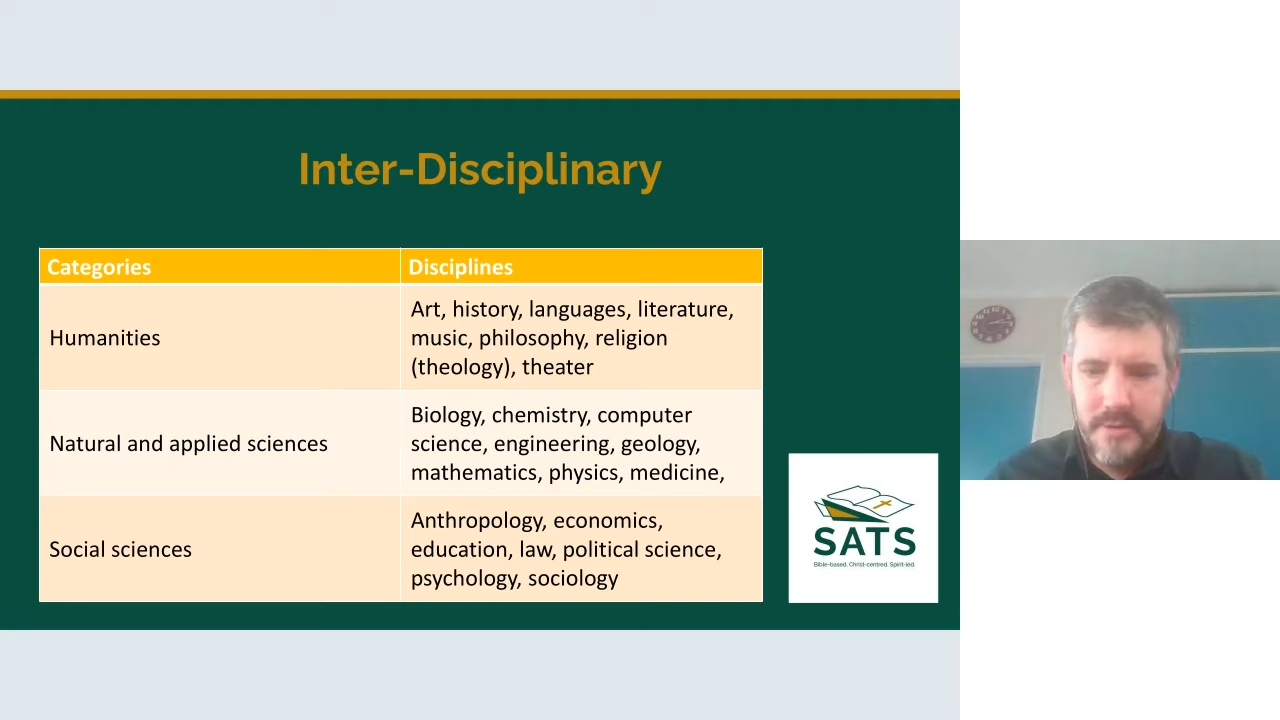 Inter-Disciplinary
Categories
Disciplines
Humanities
Art, history, languages, literature,
music, philosophy, religion
(theology), theater
Natural and applied sciences
Biology, chemistry, computer
science, engineering, geology,
mathematics, physics, medicine,
Social sciences
Anthropology, economics,
education, law, political science,
psychology, sociology
SATS
Bible-based. Christ-centred. Spirit-led.